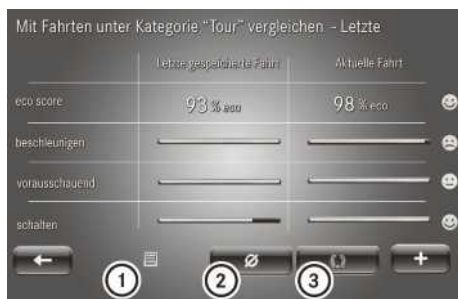 Mit Fahrten unter Kategorie "Tour" vergleichen - Letzte
Letzte gespeicherte Fahrt Aktuelle Fahrt
eco score 93 % eco 98 % eco
beschleunigen
vorausschauend
schalten
1 2 Ø 3 +